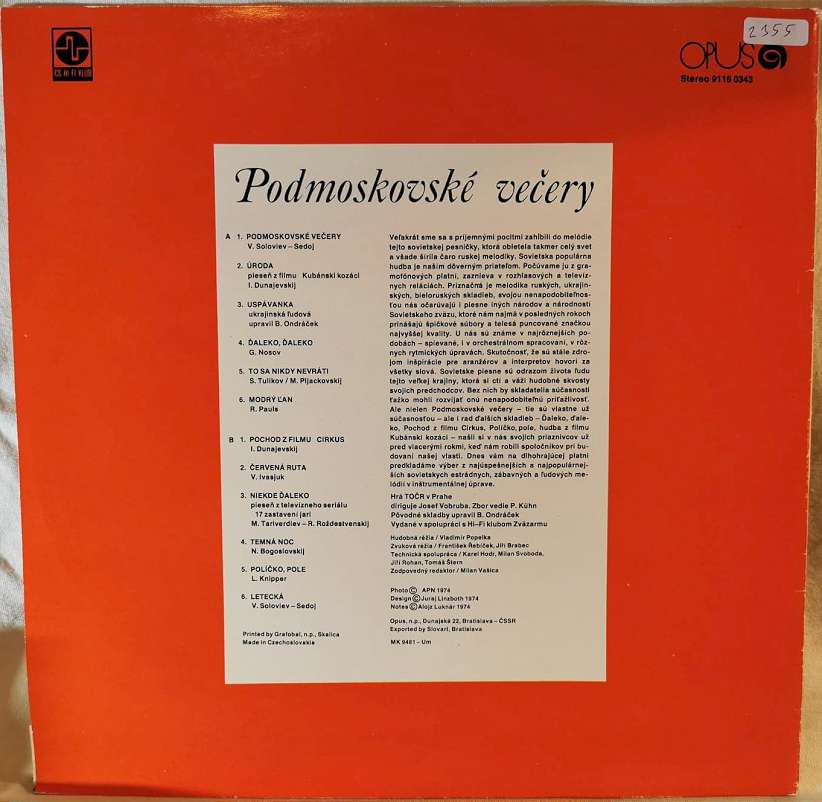 ČS HI-FI KLUB
2355
OPUS
Stereo 9116 0343
Podmoskovské večery
A 1. PODMOSKOVSKÉ VEČERY
V. Soloviev – Sedoj
2. ÚRODA
pieseň z filmu Kubánski kozáci
I. Dunajevskij
3. USPÁVANKA
ukrajinská ľudová
upravil B. Ondráček
4. ĎALEKO, ĎALEKO
G. Nosov
5. TO SA NIKDY NEVRÁTI
S. Tulikov / M. Pljackovskij
6. MODRÝ ĽAN
R. Pauls
B 1. POCHOD Z FILMU CIRKUS
I. Dunajevskij
2. ČERVENÁ RUTA
V. Ivasjuk
3. NIEKDE ĎALEKO
pieseň z televízneho seriálu
17 zastavení jari
M. Tariverdiev – R. Roždestvenskij
4. TEMNÁ NOC
N. Bogoslovskij
5. POLÍČKO, POLE
L. Knipper
6. LETECKÁ
V. Soloviev – Sedoj
Printed by Grafobal, n.p., Skalica
Made in Czechoslovakia
Veľakrát sme sa s príjemnými pocitmi zahĺbili do melódie
tejto sovietskej pesničky, ktorá obletela takmer celý svet
a všade šírila čaro ruskej melodiky. Sovietska populárna
hudba je naším dôverným priateľom. Počúvame ju z gra-
mofónových platní, zaznieva v rozhlasových a televíz-
nych reláciách. Príznačná je melodika ruských, ukrajin-
ských, bieloruských skladieb, svojou nenapodobiteľnos-
ťou nás očarúvajú i piesne iných národov a národností
Sovietskeho zväzu, ktoré nám najmä v posledných rokoch
prinášajú špičkové súbory a telesá puncované značkou
najvyššej kvality. U nás sú známe v najrôznejších po-
dobách – spievané, i v orchestrálnom spracovaní, v rôz-
nych rytmických úpravách. Skutočnosť, že sú stále zdro-
jom inšpirácie pre aranžérov a interpretov hovorí za
všetky slová. Sovietske piesne sú odrazom života ľudu
tejto veľkej krajiny, ktorá si ctí a váži hudobné skvosty
svojich predchodcov. Bez nich by skladatelia súčasnosti
ťažko mohli rozvíjať onú nenapodobiteľnú príťažlivosť.
Ale nielen Podmoskovské večery – tie sú vlastne už
súčasnosťou – ale i rad ďalších skladieb – Ďaleko, ďale-
ko, Pochod z filmu Cirkus, Políčko, pole, hudba z filmu
Kubánski kozáci – našli si v nás svojich priaznivcov už
pred viacerými rokmi, keď nám robili spoločníkov pri bu-
dovaní našej vlasti. Dnes vám na dlhohrajúcej platni
predkladáme výber z najúspešnejších a najpopulárnej-
ších sovietskych estrádnych, zábavných a ľudových me-
lódií v inštrumentálnej úprave.
Hrá TOČR v Prahe
diriguje Josef Vobruba. Zbor vedie P. Kühn
Pôvodné skladby upravil B. Ondráček
Vydané v spolupráci s Hi-Fi klubom Zväzarmu
Hudobná réžia / Vladimír Popelka
Zvuková réžia / František Řebíček, Jiří Brabec
Technická spolupráca / Karel Hodr, Milan Svoboda,
Jiří Rohan, Tomáš Štern
Zodpovedný redaktor / Milan Vašica
Photo © APN 1974
Design © Juraj Linzboth 1974
Notes © Alojz Luknár 1974
Opus, n.p., Dunajská 22, Bratislava – ČSSR
Exported by Slovart, Bratislava
MK 9481 – Um